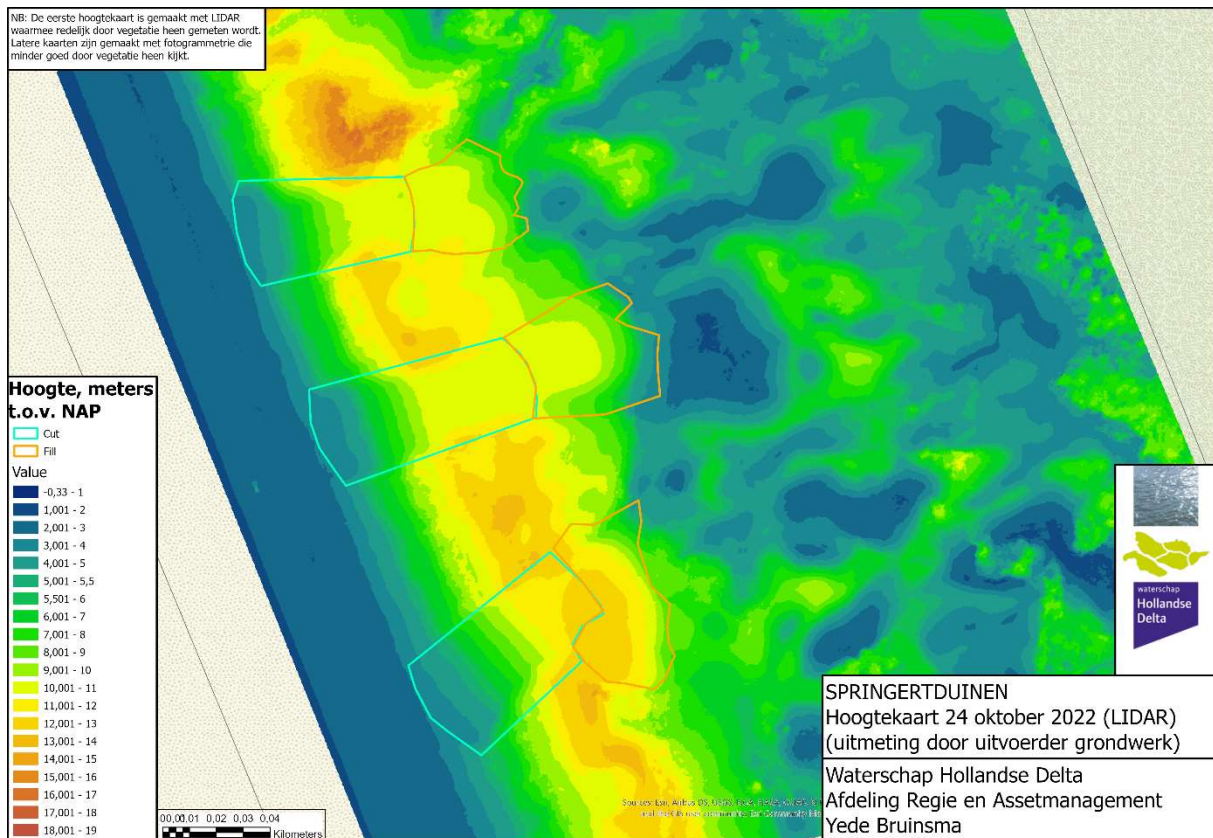 NB: De eerste hoogtekaart is gemaakt met LIDAR
waarmee redelijk door vegetatie heen gemeten wordt.
Latere kaarten zijn gemaakt met fotogrammetrie die
minder goed door vegetatie heen kijkt.
Hoogte, meters
t.o.v. NAP
Cut
Fill
Value
-0,33 - 1
1,001 - 2
2,001 - 3
3,001 - 4
4,001 - 5
5,001 - 5,5
5,501 - 6
6,001 - 7
7,001 - 8
8,001 - 9
9,001 - 10
10,001 - 11
11,001 - 12
12,001 - 13
13,001 - 14
14,001 - 15
15,001 - 16
16,001 - 17
17,001 - 18
18,001 - 19
0,02 0,03 0,04
Kilometers
waterschap
Hollandse
Delta
SPRINGERTDUINEN
Hoogtekaart 24 oktober 2022 (LIDAR)
(uitmeting door uitvoerder grondwerk)
Waterschap Hollandse Delta
Afdeling Regie en Assetmanagement
Yede Bruinsma
Sources: Esri, Airbus DS, USGS,